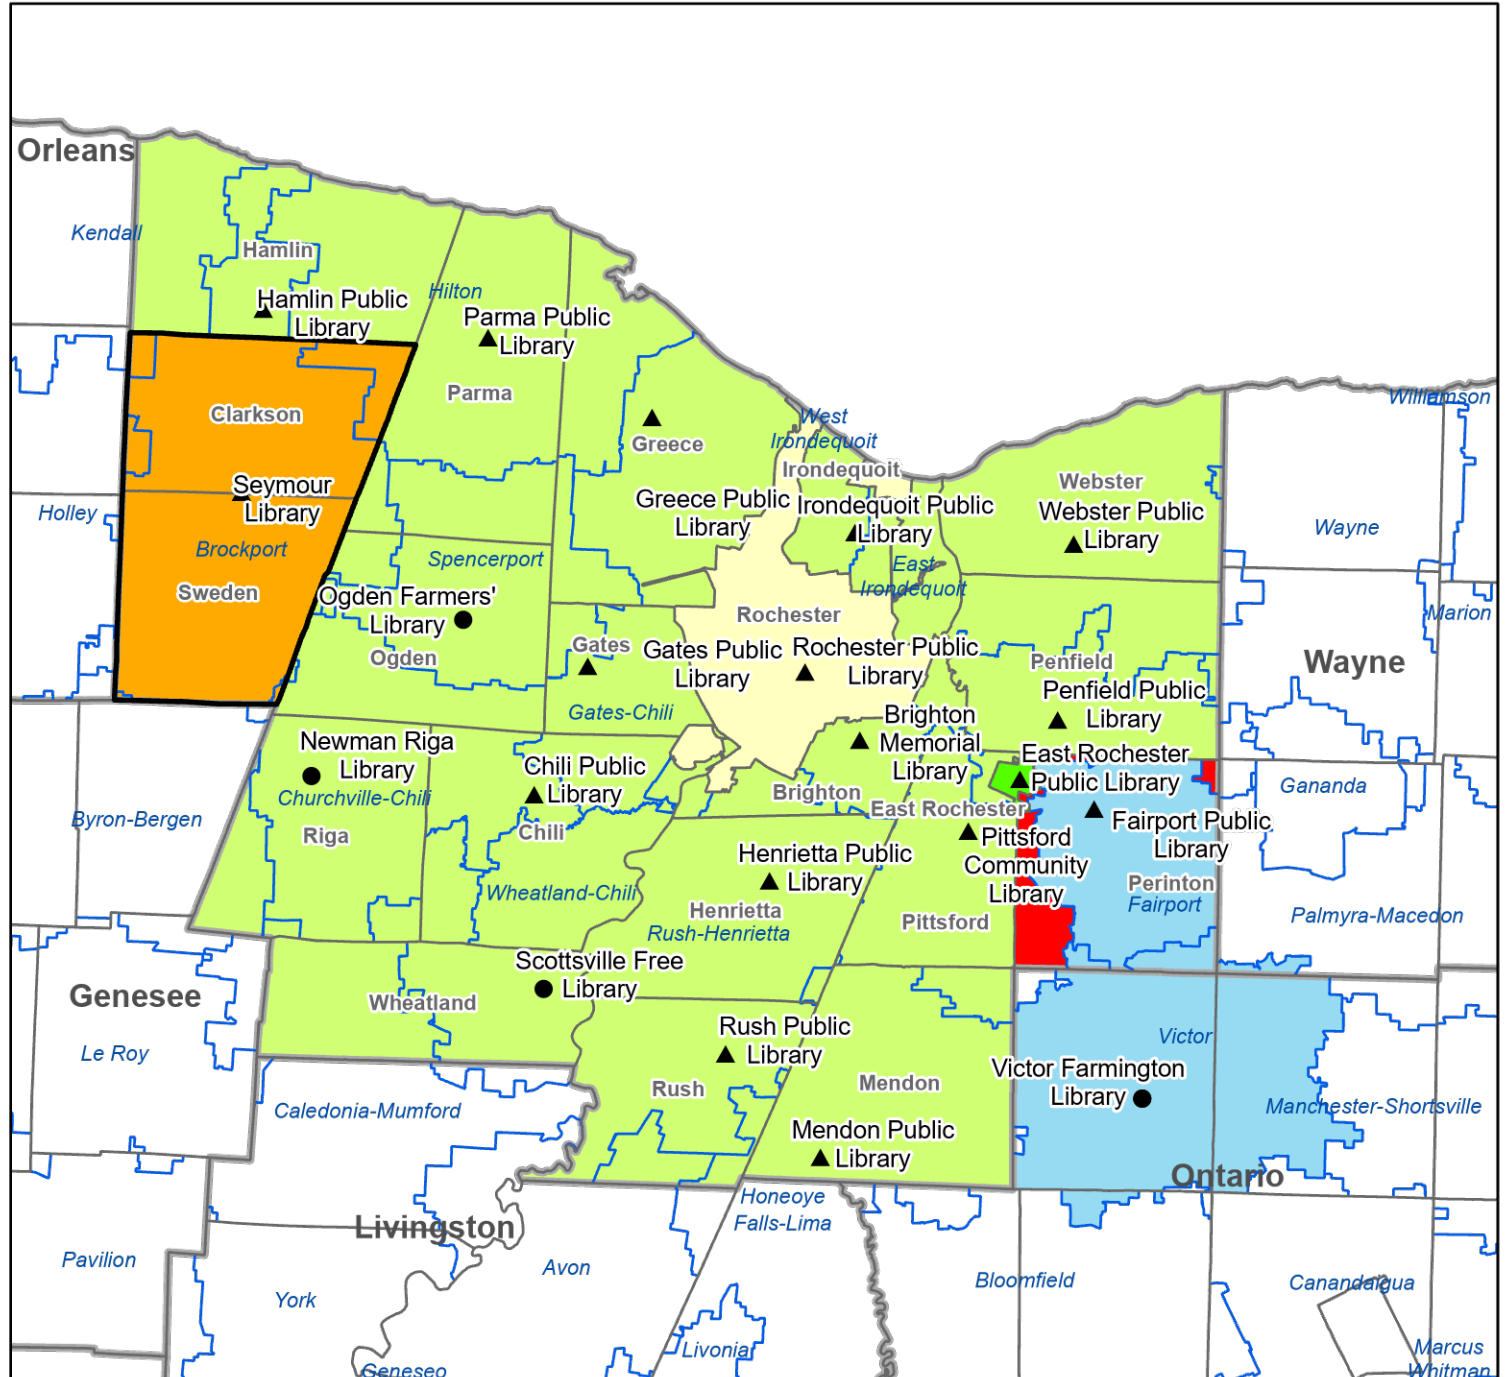 Orleans
Kendall
Hamlin
Hamlin Public
Library
Hilton
Parma Public
Library
Parma
Clarkson
Greece
West
Irondequoit
Irondequoit
Williamson
Seymour
Library
Holley
Brockport
Sweden
Greece Public
Library
Irondequoit Public
Library
Webster
Webster Public
Library
Wayne
East
Irondequoit
Spencerport
Ogden Farmers'
Library
Ogden
Rochester
Marion
Gates
Gates Public
Library
Rochester Public
Library
Penfield
Penfield Public
Library
Wayne
Gates-Chili
Brighton
Memorial
Library
Newman Riga
Library
Churchville-Chili
Riga
Chili Public
Library
Chili
Brighton
East Rochester
Public Library
East Rochester
Gananda
Byron-Bergen
Pittsford
Community
Library
Fairport Public
Library
Henrietta Public
Library
Perinton
Fairport
Wheatland-Chili
Henrietta
Rush-Henrietta
Pittsford
Palmyra-Macedon
Scottsville Free
Library
Genesee
Wheatland
Le Roy
Rush Public
Library
Victor
Rush
Mendon
Victor Farmington
Library
Caledonia-Mumford
Manchester-Shortsville
Mendon Public
Library
Ontario
Honeoye
Falls-Lima
Livingston
Pavilion
York
Avon
Bloomfield
Canandaigua
Livonia
Geneseo
Marcus
Whitman